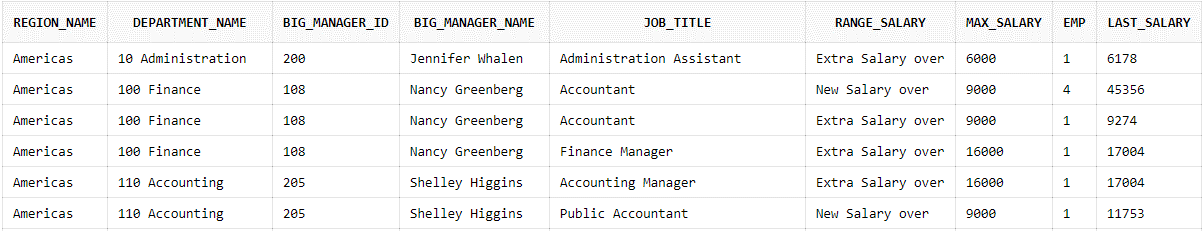 REGION_NAME DEPARTMENT_NAME BIG_MANAGER_ID BIG_MANAGER_NAME JOB_TITLE RANGE_SALARY MAX_SALARY EMP LAST_SALARY
Americas 10 Administration 200 Jennifer Whalen Administration Assistant Extra Salary over 6000 1 6178
Americas 100 Finance 108 Nancy Greenberg Accountant New Salary over 9000 4 45356
Americas 100 Finance 108 Nancy Greenberg Accountant Extra Salary over 9000 1 9274
Americas 100 Finance 108 Nancy Greenberg Finance Manager Extra Salary over 16000 1 17004
Americas 110 Accounting 205 Shelley Higgins Accounting Manager Extra Salary over 16000 1 17004
Americas 110 Accounting 205 Shelley Higgins Public Accountant New Salary over 9000 1 11753